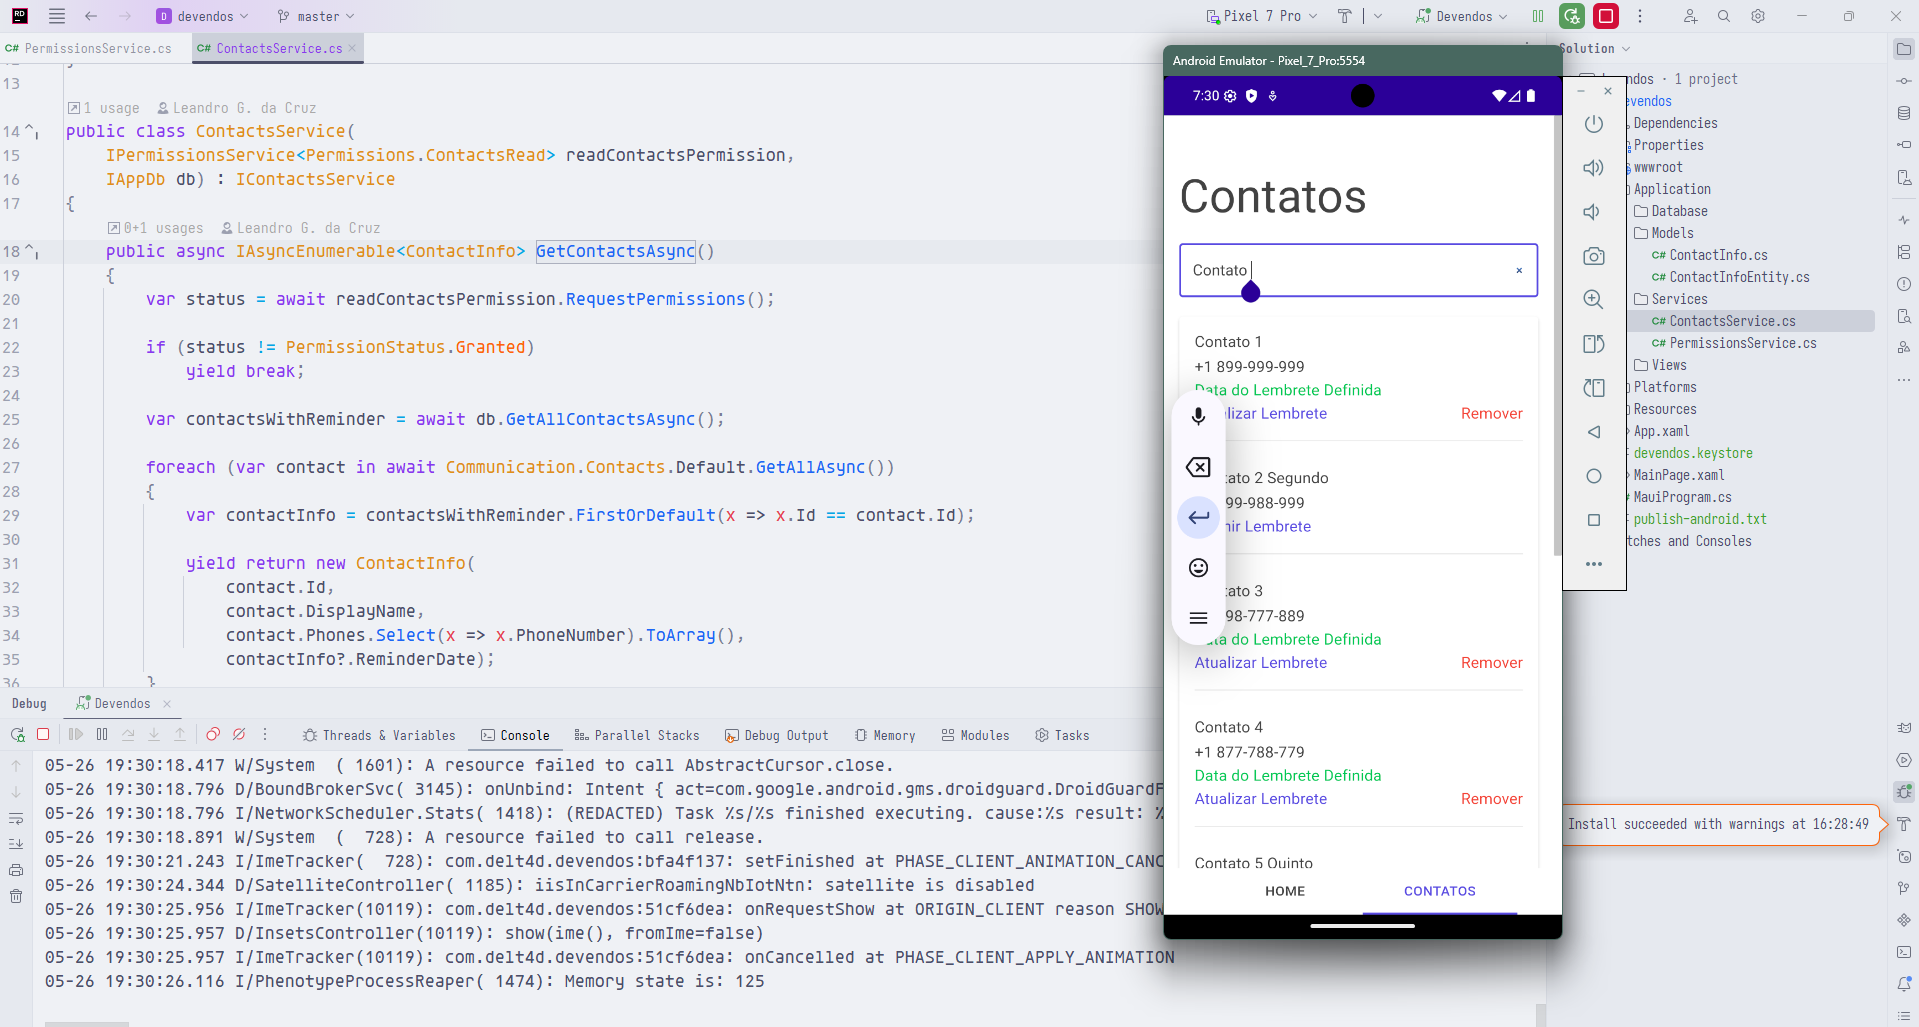 RD
D devendos
master
Pixel 7 Pro
Devendos
C# PermissionsService.cs
C# ContactsService.cs
Solution
13
1 usage Leandro G. da Cruz
14 public class ContactsService(
15 IPermissionsService<Permissions.ContactsRead> readContactsPermission,
16 IAppDb db) : IContactsService
17 {
0+1 usages Leandro G. da Cruz
18 public async IAsyncEnumerable<ContactInfo> GetContactsAsync()
19 {
20 var status = await readContactsPermission.RequestPermissions();
21
22 if (status != PermissionStatus.Granted)
23 yield break;
24
25 var contactsWithReminder = await db.GetAllContactsAsync();
26
27 foreach (var contact in await Communication.Contacts.Default.GetAllAsync())
28 {
29 var contactInfo = contactsWithReminder.FirstOrDefault(x => x.Id == contact.Id);
30
31 yield return new ContactInfo(
32 contact.Id,
33 contact.DisplayName,
34 contact.Phones.Select(x => x.PhoneNumber).ToArray(),
35 contactInfo?.ReminderDate);
36 }
Android Emulator - Pixel_7_Pro:5554
7:30
Contatos
Contato
Contato 1
+1 899-999-999
Data do Lembrete Definida
lizar Lembrete Remover
tato 2 Segundo
99-988-999
nir Lembrete
tato 3
98-777-889
ta do Lembrete Definida
Atualizar Lembrete Remover
Contato 4
+1 877-788-779
Data do Lembrete Definida
Atualizar Lembrete Remover
Contato 5 Quinto
HOME CONTATOS
ndos · 1 project
evendos
Dependencies
Properties
wwwroot
Application
Database
Models
C# ContactInfo.cs
C# ContactInfoEntity.cs
Services
C# ContactsService.cs
C# PermissionsService.cs
Views
Platforms
Resources
App.xaml
devendos.keystore
MainPage.xaml
MauiProgram.cs
publish-android.txt
tches and Consoles
Install succeeded with warnings at 16:28:49
Debug Devendos
Threads & Variables Console Parallel Stacks Debug Output Memory Modules Tasks
05-26 19:30:18.417 W/System ( 1601): A resource failed to call AbstractCursor.close.
05-26 19:30:18.796 D/BoundBrokerSvc( 3145): onUnbind: Intent { act=com.google.android.gms.droidguard.DroidGuardF
05-26 19:30:18.796 I/NetworkScheduler.Stats( 1418): (REDACTED) Task %s/%s finished executing. cause:%s result: %
05-26 19:30:18.891 W/System ( 728): A resource failed to call release.
05-26 19:30:21.243 I/ImeTracker( 728): com.delt4d.devendos:bfa4f137: setFinished at PHASE_CLIENT_ANIMATION_CANC
05-26 19:30:24.344 D/SatelliteController( 1185): iisInCarrierRoamingNbIotNtn: satellite is disabled
05-26 19:30:25.956 I/ImeTracker(10119): com.delt4d.devendos:51cf6dea: onRequestShow at ORIGIN_CLIENT reason SHOW
05-26 19:30:25.957 D/InsetsController(10119): show(ime(), fromIme=false)
05-26 19:30:25.957 I/ImeTracker(10119): com.delt4d.devendos:51cf6dea: onCancelled at PHASE_CLIENT_APPLY_ANIMATION
05-26 19:30:26.116 I/PhenotypeProcessReaper( 1474): Memory state is: 125